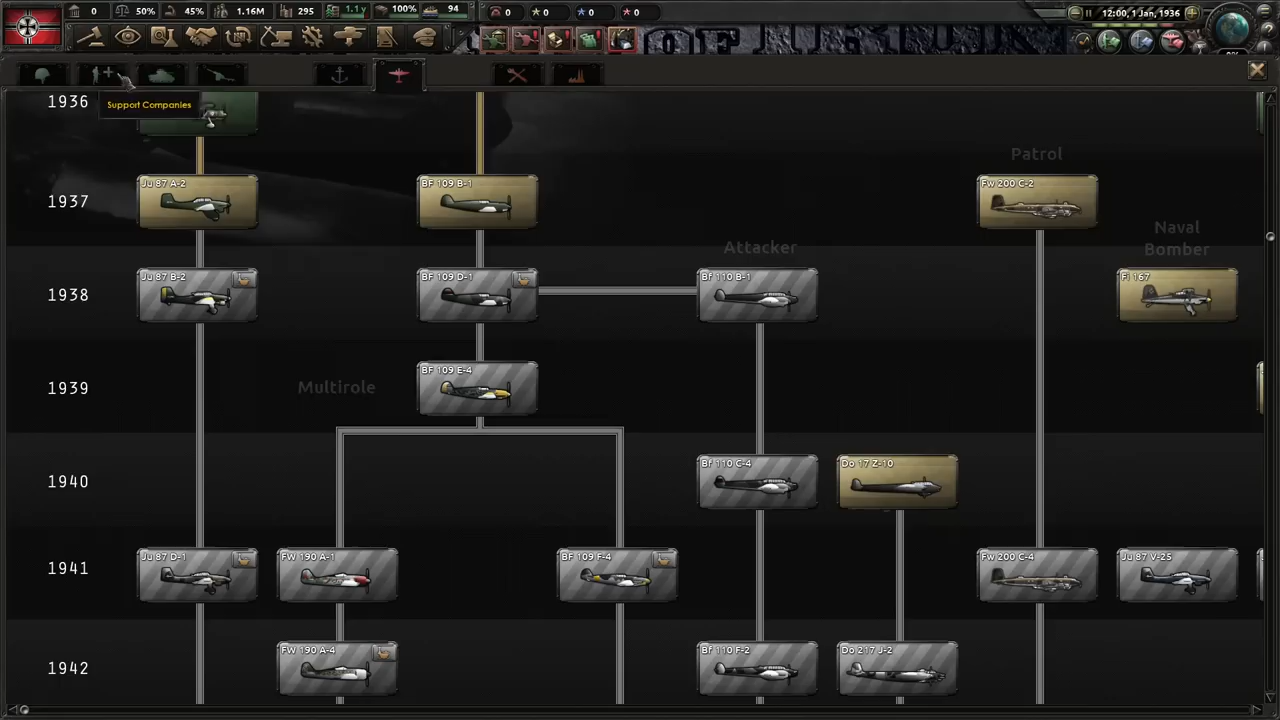 0 50% 45% 1.16M 295 1.1y 100% 94 0 0 0 0 12:00, 1 Jan, 1936
Support Companies
1936
Patrol
1937 Ju 87 A-2 BF 109 B-1 Fw 200 C-2
Attacker
Naval
Bomber
1938 Ju 87 B-2 BF 109 D-1 Bf 110 B-1 Fi 167
1939 Multirole BF 109 E-4
1940 Bf 110 C-4 Do 17 Z-10
1941 Ju 87 D-1 FW 190 A-1 BF 109 F-4 Fw 200 C-4 Ju 87 V-25
1942 FW 190 A-4 Bf 110 F-2 Do 217 J-2